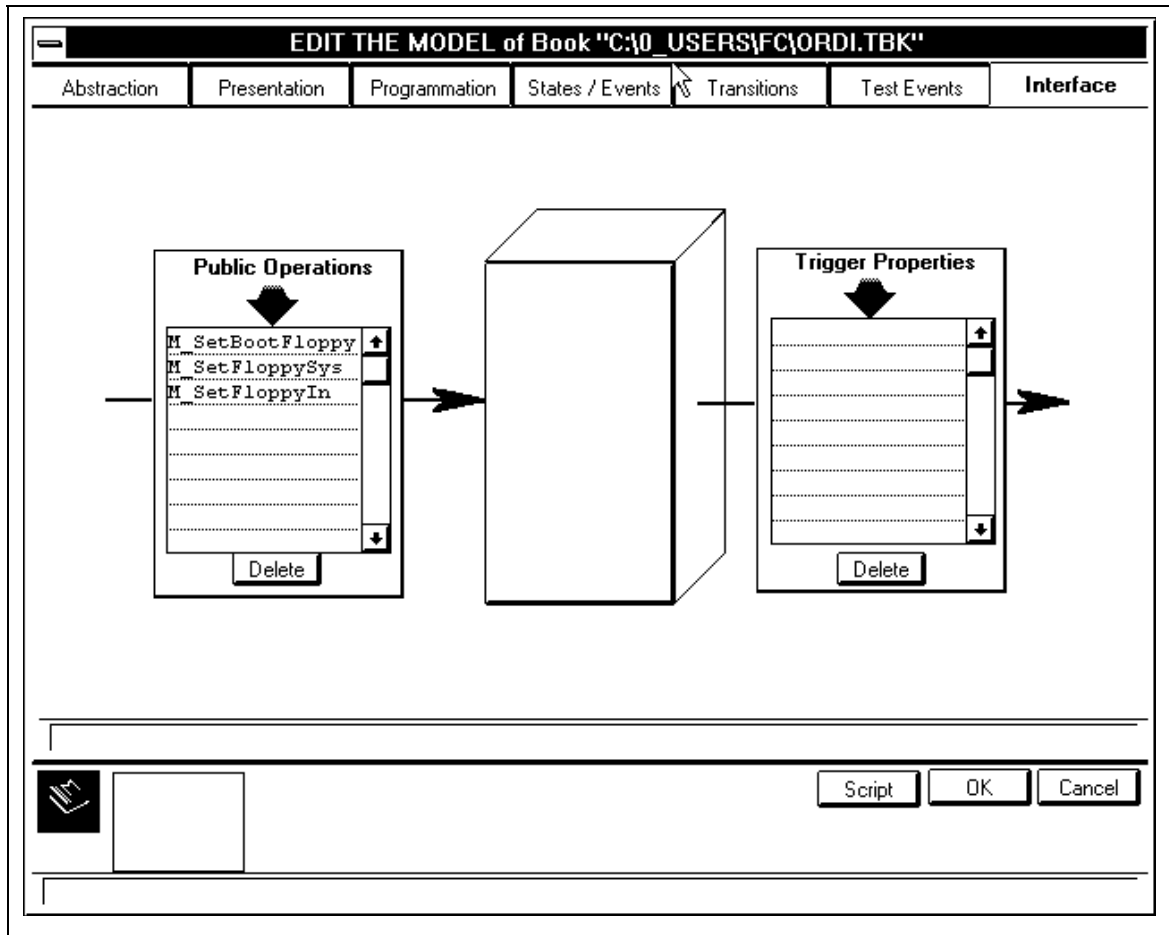 EDIT THE MODEL of Book "C:\0_USERS\FC\ORDI.TBK"
Abstraction Presentation Programmation States / Events Transitions Test Events Interface
Public Operations
Trigger Properties
M_SetBootFloppy
M_SetFloppySys
M_SetFloppyIn
Delete
Delete
Script OK Cancel